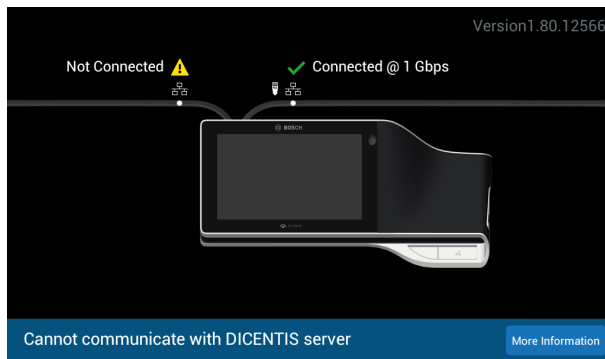 Version1.80.12566
Not Connected
Connected @ 1 Gbps
BOSCH
Cannot communicate with DICENTIS server
More Information